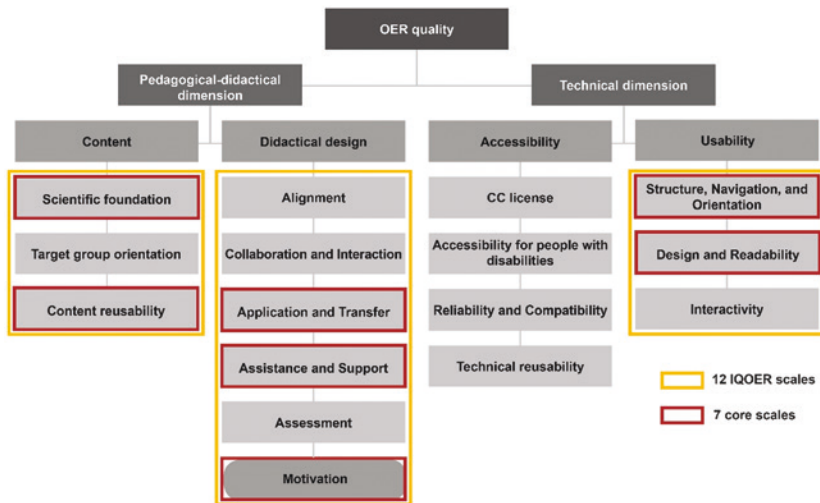 OER quality
Pedagogical-didactical
dimension
Technical dimension
Content
Didactical design
Accessibility
Usability
Scientific foundation
Target group orientation
Content reusability
Alignment
Collaboration and Interaction
Application and Transfer
Assistance and Support
Assessment
Motivation
CC license
Accessibility for people with
disabilities
Reliability and Compatibility
Technical reusability
Structure, Navigation, and
Orientation
Design and Readability
Interactivity
12 IQOER scales
7 core scales